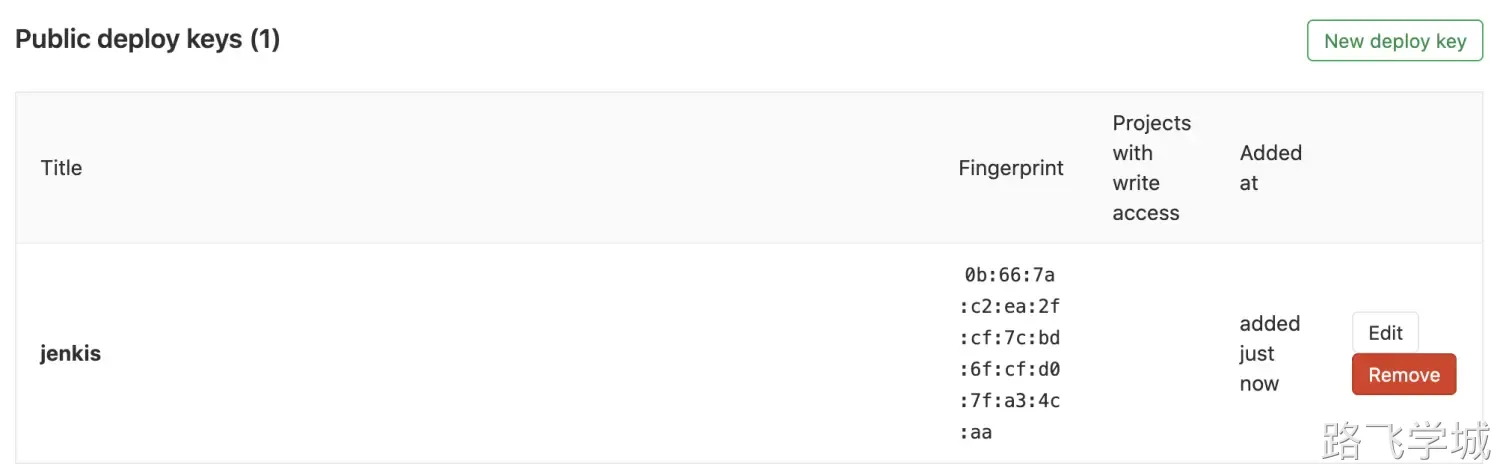 Public deploy keys (1)
New deploy key
Title
Fingerprint
Projects
with
write
access
Added
at
jenkis
0b:66:7a
:c2:ea:2f
:cf:7c:bd
:6f:cf:d0
:7f:a3:4c
:aa
added
just
now
Edit
Remove
路飞学城